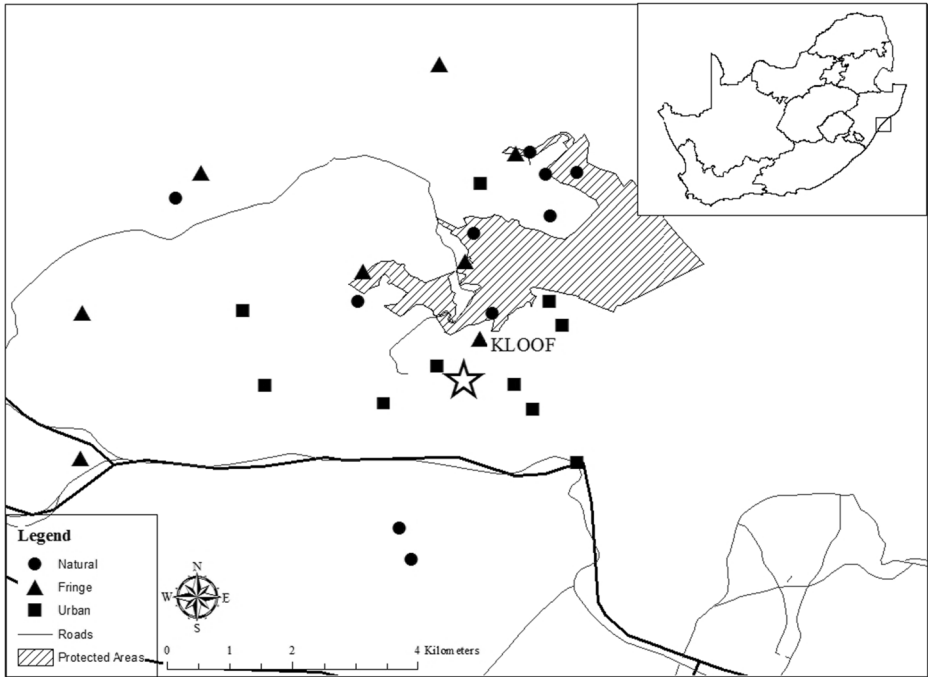 KLOOF
Legend
Natural
Fringe
Urban
Roads
Protected Areas
N
W E
S
0 1 2 4 Kilometers